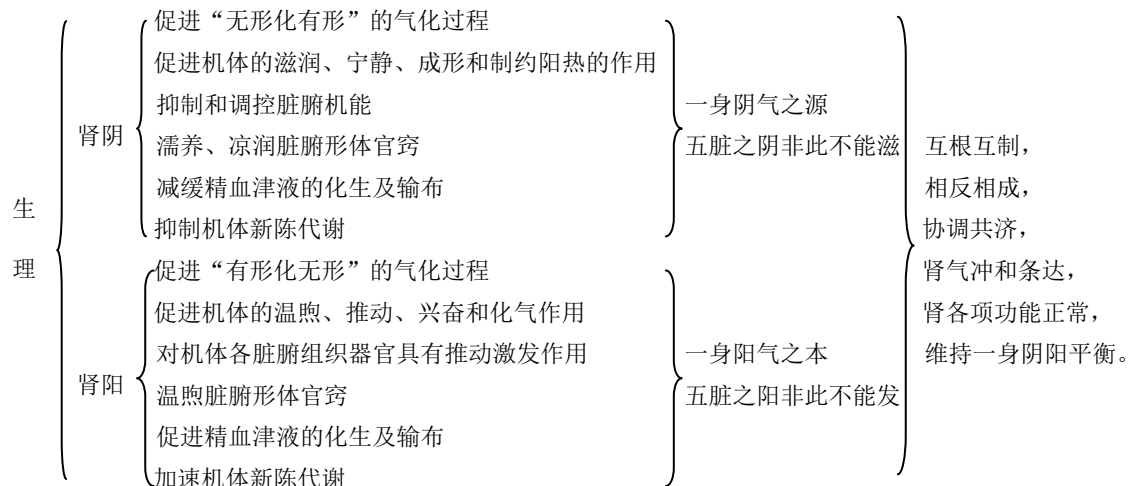 生理
肾阴
促进“无形化有形”的气化过程
促进机体的滋润、宁静、成形和制约阳热的作用
抑制和调控脏腑机能
濡养、凉润脏腑形体官窍
减缓精血津液的化生及输布
抑制机体新陈代谢
一身阴气之源
五脏之阴非此不能滋
肾阳
促进“有形化无形”的气化过程
促进机体的温煦、推动、兴奋和化气作用
对机体各脏腑组织器官具有推动激发作用
温煦脏腑形体官窍
促进精血津液的化生及输布
加速机体新陈代谢
一身阳气之本
五脏之阳非此不能发
互根互制，
相反相成，
协调共济，
肾气冲和条达，
肾各项功能正常，
维持一身阴阳平衡。